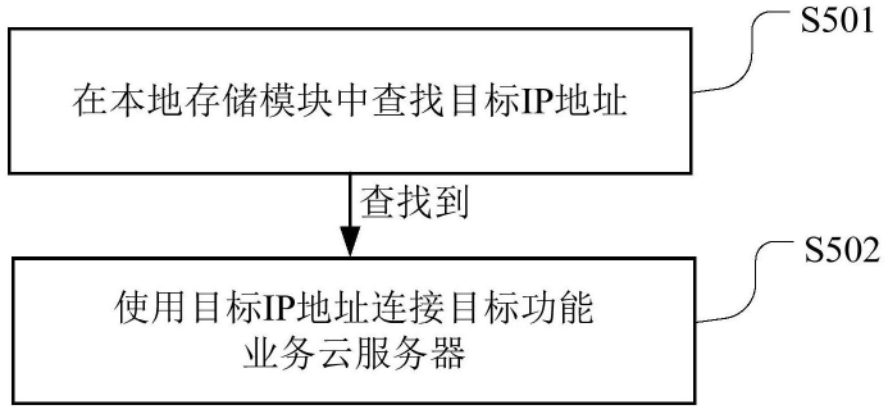 S501
在本地存储模块中查找目标IP地址
查找到
S502
使用目标IP地址连接目标功能
业务云服务器